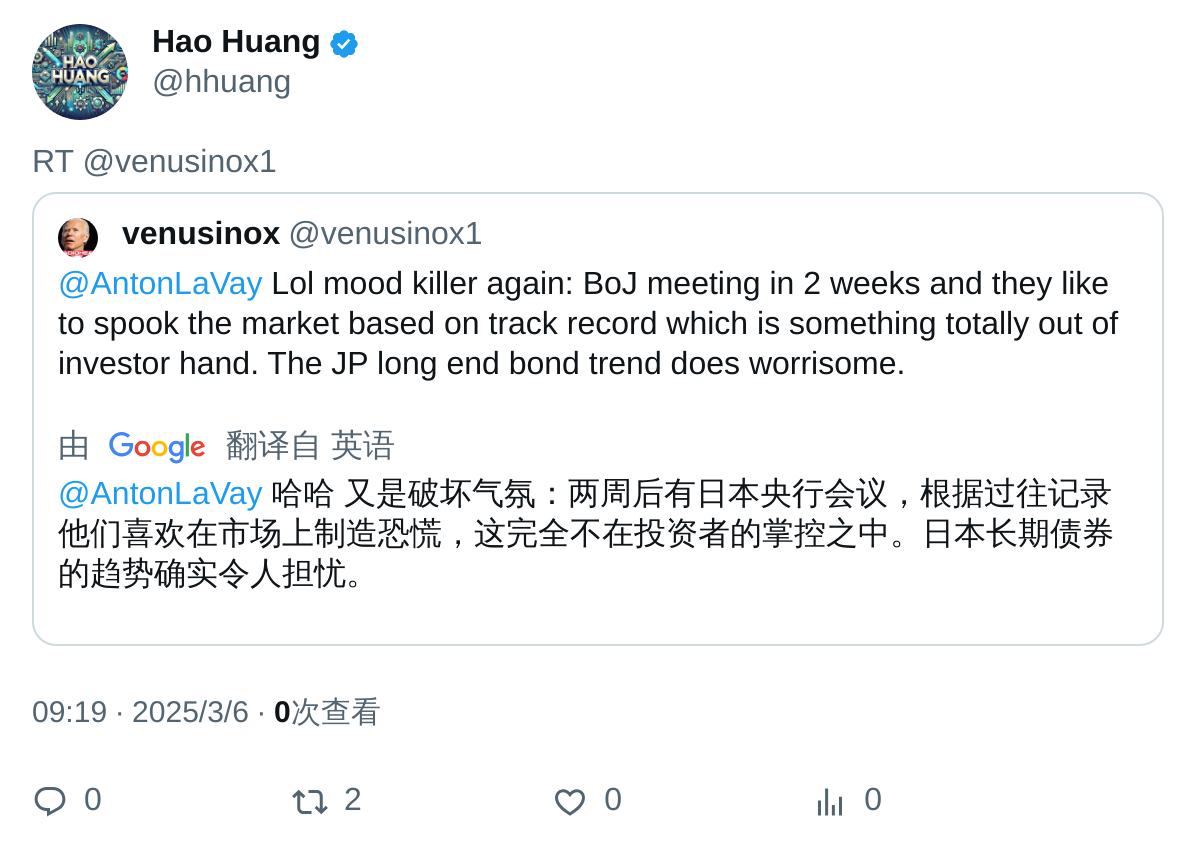 HAO
HUANG
Hao Huang
@hhuang
RT @venusinox1
venusinox @venusinox1
@AntonLaVay Lol mood killer again: BoJ meeting in 2 weeks and they like
to spook the market based on track record which is something totally out of
investor hand. The JP long end bond trend does worrisome.
由 Google 翻译自 英语
@AntonLaVay 哈哈 又是破坏气氛：两周后有日本央行会议，根据过往记录
他们喜欢在市场上制造恐慌，这完全不在投资者的掌控之中。日本长期债券
的趋势确实令人担忧。
09:19 · 2025/3/6 · 0次查看
0 2 0 0